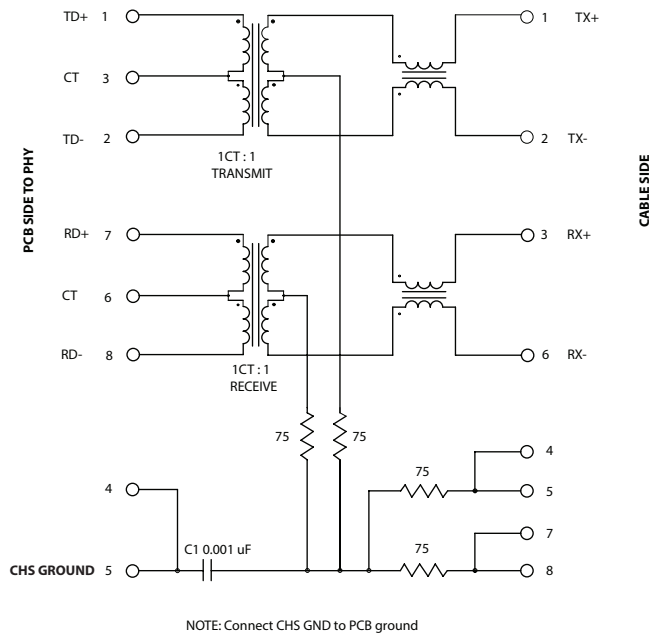 TD+ 1
1 TX+
CT 3
TD- 2
2 TX-
1CT : 1
TRANSMIT
PCB SIDE TO PHY
CABLE SIDE
RD+ 7
3 RX+
CT 6
RD- 8
6 RX-
1CT : 1
RECEIVE
75
75
75
4
5
4
75
7
C1 0.001 uF
CHS GROUND 5
8
NOTE: Connect CHS GND to PCB ground